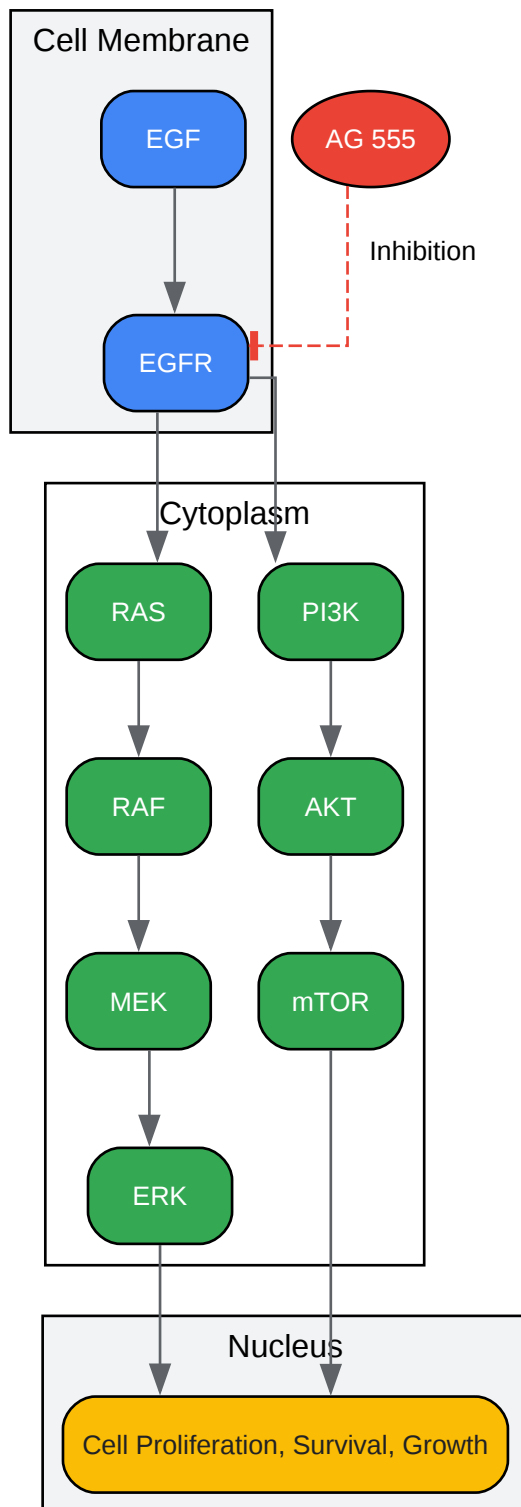 Cell Membrane
EGF
AG 555
Inhibition
EGFR
Cytoplasm
RAS
PI3K
RAF
AKT
MEK
mTOR
ERK
Nucleus
Cell Proliferation, Survival, Growth